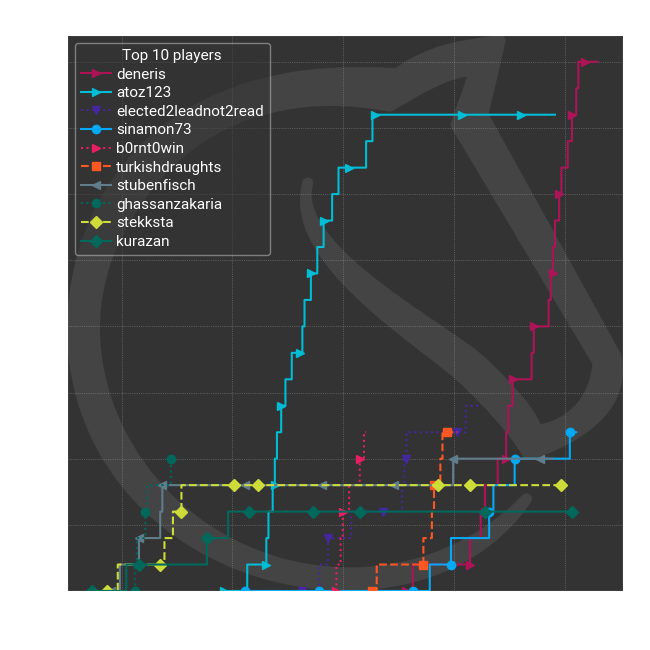 Top 10 players
deneris
atoz123
elected2leadnot2read
sinamon73
b0rnt0win
turkishdraughts
stubenfisch
ghassanzakaria
stekksta
kurazan